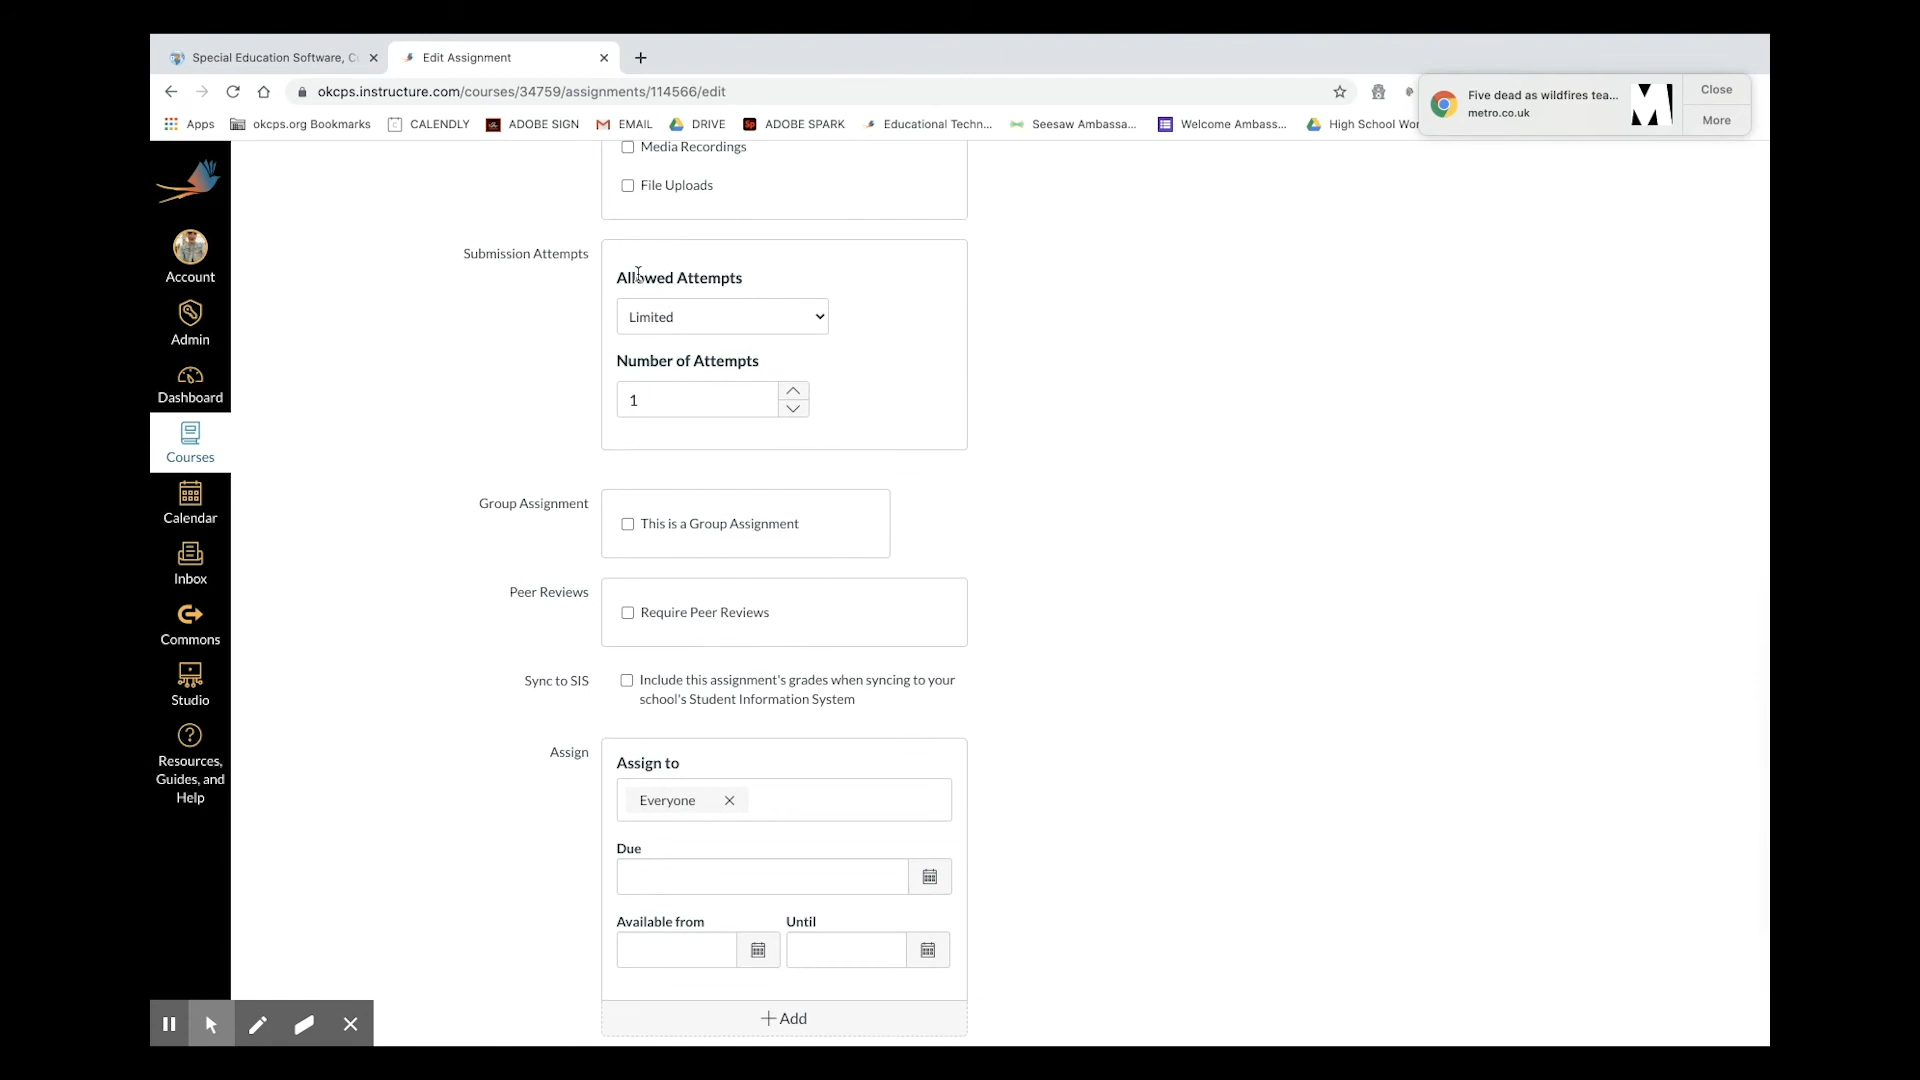 Special Education Software, C
Edit Assignment
okcps.instructure.com/courses/34759/assignments/114566/edit
Five dead as wildfires tea...
metro.co.uk
Close
More
Apps
okcps.org Bookmarks
CALENDLY
ADOBE SIGN
EMAIL
DRIVE
Sp
ADOBE SPARK
Educational Techn...
Seesaw Ambassa...
Welcome Ambass...
High School Wor
Account
Admin
Dashboard
Courses
Calendar
Inbox
Commons
Studio
Resources,
Guides, and
Help
Media Recordings
File Uploads
Submission Attempts
Allowed Attempts
Limited
Number of Attempts
1
Group Assignment
This is a Group Assignment
Peer Reviews
Require Peer Reviews
Sync to SIS
Include this assignment's grades when syncing to your
school's Student Information System
Assign
Assign to
Everyone
Due
Available from
Until
Add